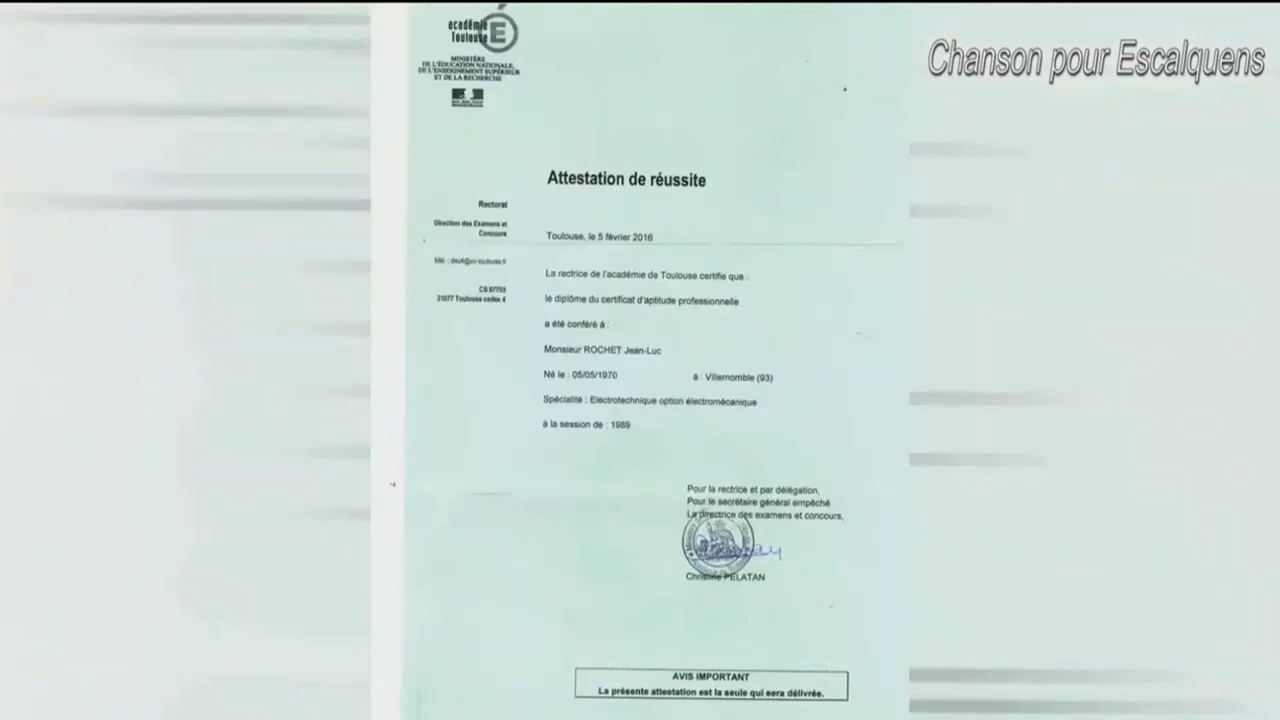 Chanson pour Escalquens
académie
Toulouse
MINISTÈRE
DE L'ÉDUCATION NATIONALE,
DE L'ENSEIGNEMENT SUPÉRIEUR
ET DE LA RECHERCHE
Attestation de réussite
Rectorat
Direction des Examens et
Concours
Toulouse, le 5 février 2016
Mél :
31077 Toulouse cedex 4
La rectrice de l'académie de Toulouse certifie que :
le diplôme du certificat d'aptitude professionnelle
a été conféré à :
Monsieur ROCHET Jean-Luc
Né le : 05/05/1970 à : Villemomble (93)
Spécialité : Electrotechnique option électromécanique
à la session de : 1989
Pour la rectrice et par délégation,
Pour le secrétaire général empêché
La directrice des examens et concours,
Christine PELATAN
AVIS IMPORTANT
La présente attestation est la seule qui sera délivrée.